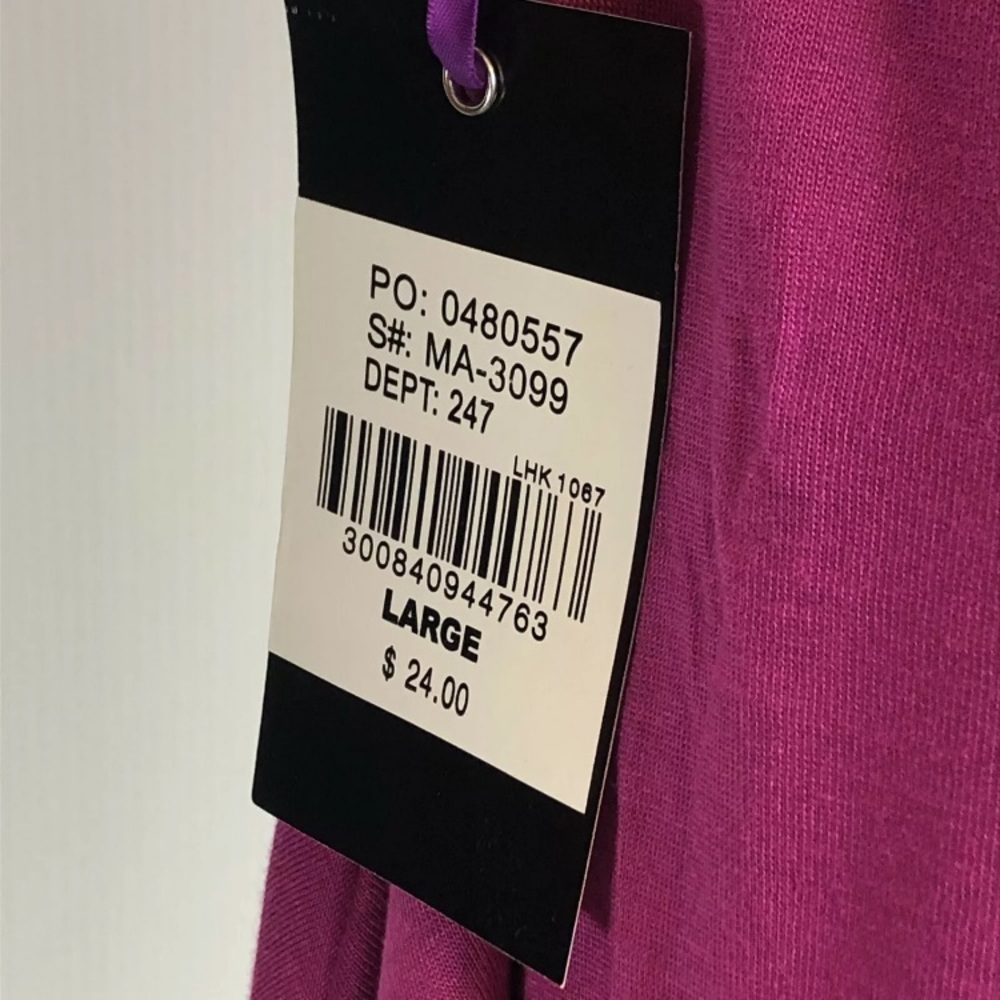 PO: 0480557
S#: MA-3099
DEPT: 247
LHK 1067
300840944763
LARGE
$ 24.00